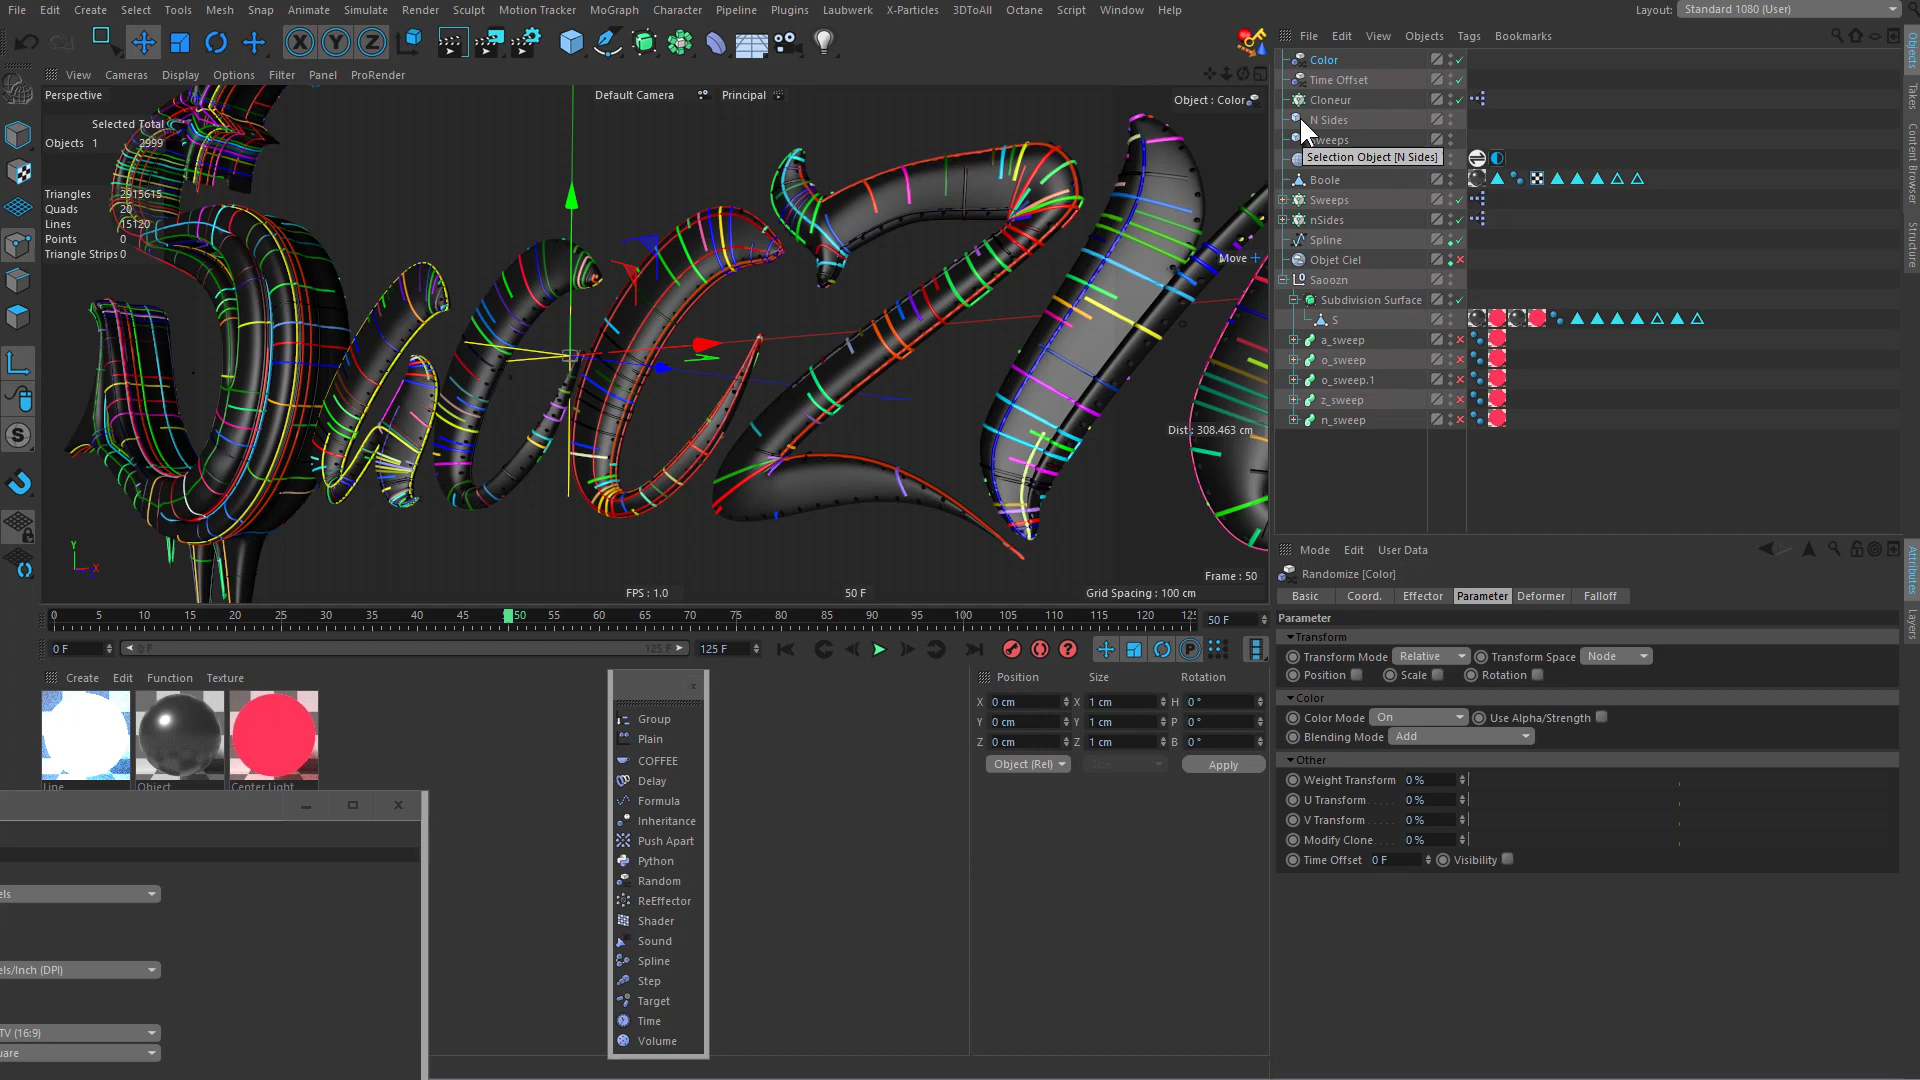 File Edit Create Select Tools Mesh Snap Animate Simulate Render Sculpt Motion Tracker MoGraph Character Pipeline Plugins Laubwerk X-Particles 3DToAll Octane Script Window Help
Layout: Standard 1080 (User)
File Edit View Objects Tags Bookmarks
View Cameras Display Options Filter Panel ProRender
Perspective
Default Camera Principal
Object : Color
Selected Total
Objects 1 2999
Triangles 2915615
Quads 20
Lines 15120
Points 0
Triangle Strips 0
Move
Dist : 308.463 cm
Y
X
Frame : 50
FPS : 1.0
50 F
Grid Spacing : 100 cm
Color
Time Offset
Cloneur
N Sides
Selection Object [N Sides]
Boole
Sweeps
nSides
Spline
Objet Ciel
Saoozn
Subdivision Surface
S
a_sweep
o_sweep
o_sweep.1
z_sweep
n_sweep
Objects
Takes
Content Browser
Structure
Attributes
Layers
0 5 10 15 20 25 30 35 40 45 50 55 60 65 70 75 80 85 90 95 100 105 110 115 120
50 F
0 F
0 F
125 F
125 F
Create Edit Function Texture
Line
Object
Center Light
Group
Plain
COFFEE
Delay
Formula
Inheritance
Push Apart
Python
Random
ReEffector
Shader
Sound
Spline
Step
Target
Time
Volume
Position Size Rotation
X 0 cm X 1 cm H 0 °
Y 0 cm Y 1 cm P 0 °
Z 0 cm Z 1 cm B 0 °
Object (Rel) Size Apply
els/Inch (DPI)
TV (16:9)
Mode Edit User Data
Randomize [Color]
Basic Coord. Effector Parameter Deformer Falloff
Parameter
Transform
Transform Mode Relative Transform Space Node
Position Scale Rotation
Color
Color Mode On Use Alpha/Strength
Blending Mode Add
Other
Weight Transform 0 %
U Transform 0 %
V Transform 0 %
Modify Clone 0 %
Time Offset 0 F Visibility